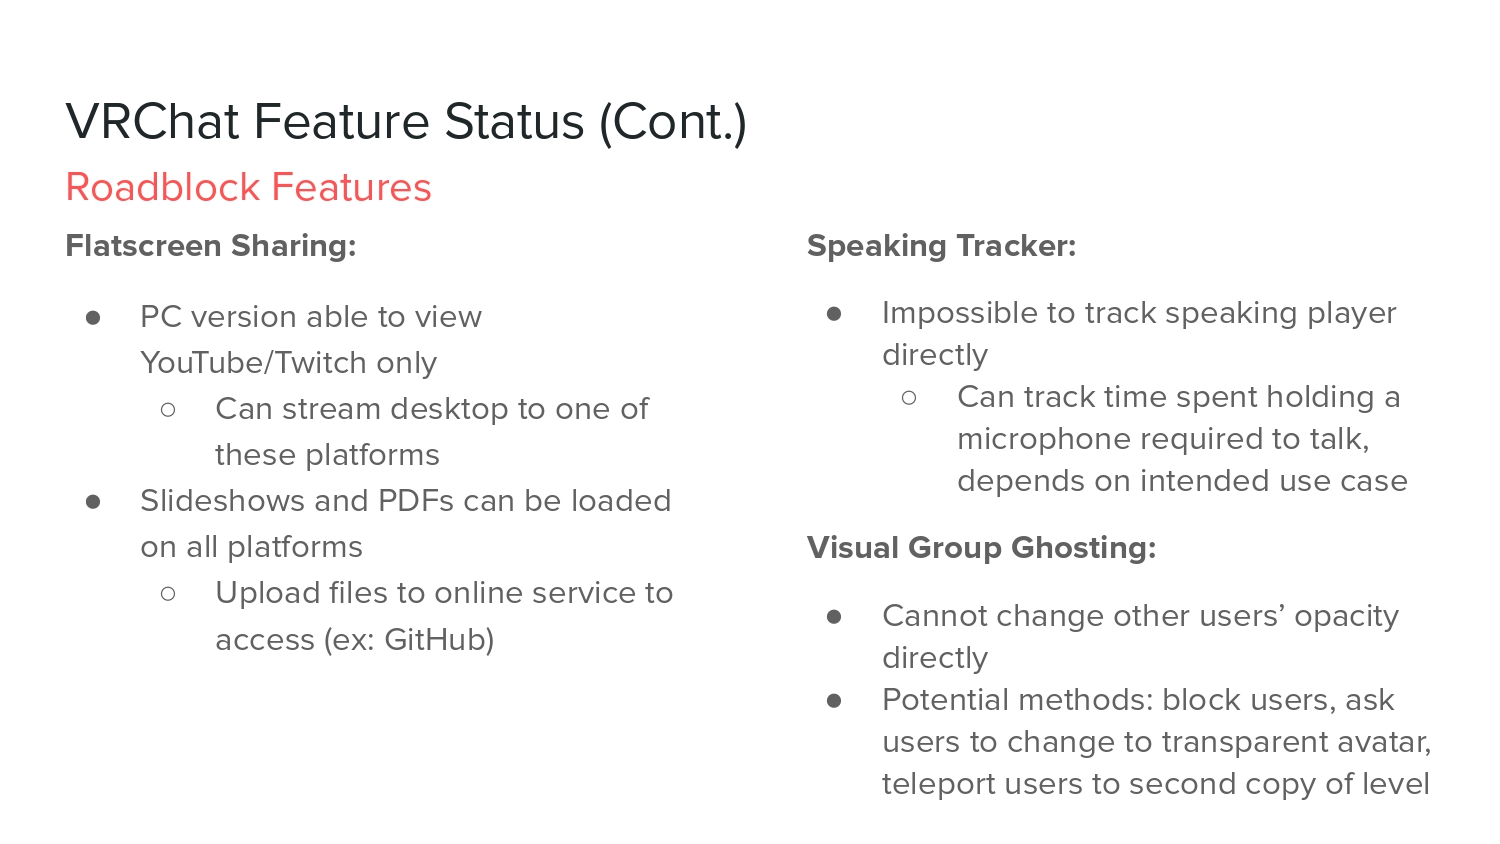 VRChat Feature Status (Cont.)
Roadblock Features
Flatscreen Sharing:
● PC version able to view
YouTube/Twitch only
○ Can stream desktop to one of
these platforms
● Slideshows and PDFs can be loaded
on all platforms
○ Upload files to online service to
access (ex: GitHub)
Speaking Tracker:
● Impossible to track speaking player
directly
○ Can track time spent holding a
microphone required to talk,
depends on intended use case
Visual Group Ghosting:
● Cannot change other users’ opacity
directly
● Potential methods: block users, ask
users to change to transparent avatar,
teleport users to second copy of level